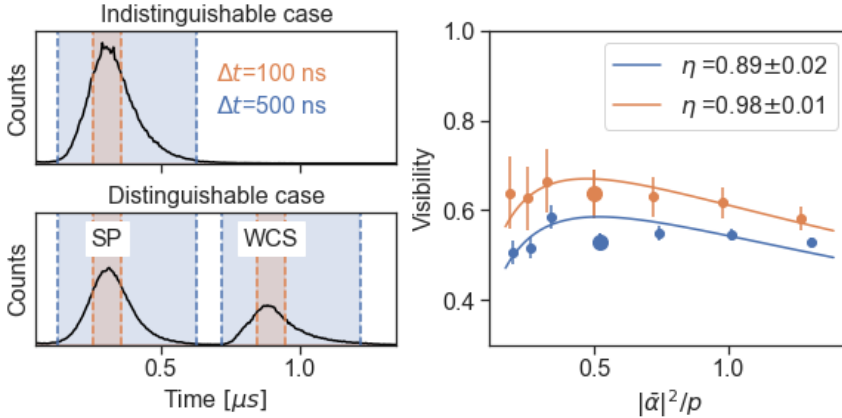 Indistinguishable case
Counts
Δt=100 ns
Δt=500 ns
Distinguishable case
Counts
SP
WCS
0.5
1.0
Time [μs]
1.0
0.8
0.6
0.4
Visibility
η =0.89±0.02
η =0.98±0.01
0.5
1.0
|ᾱ|²/p